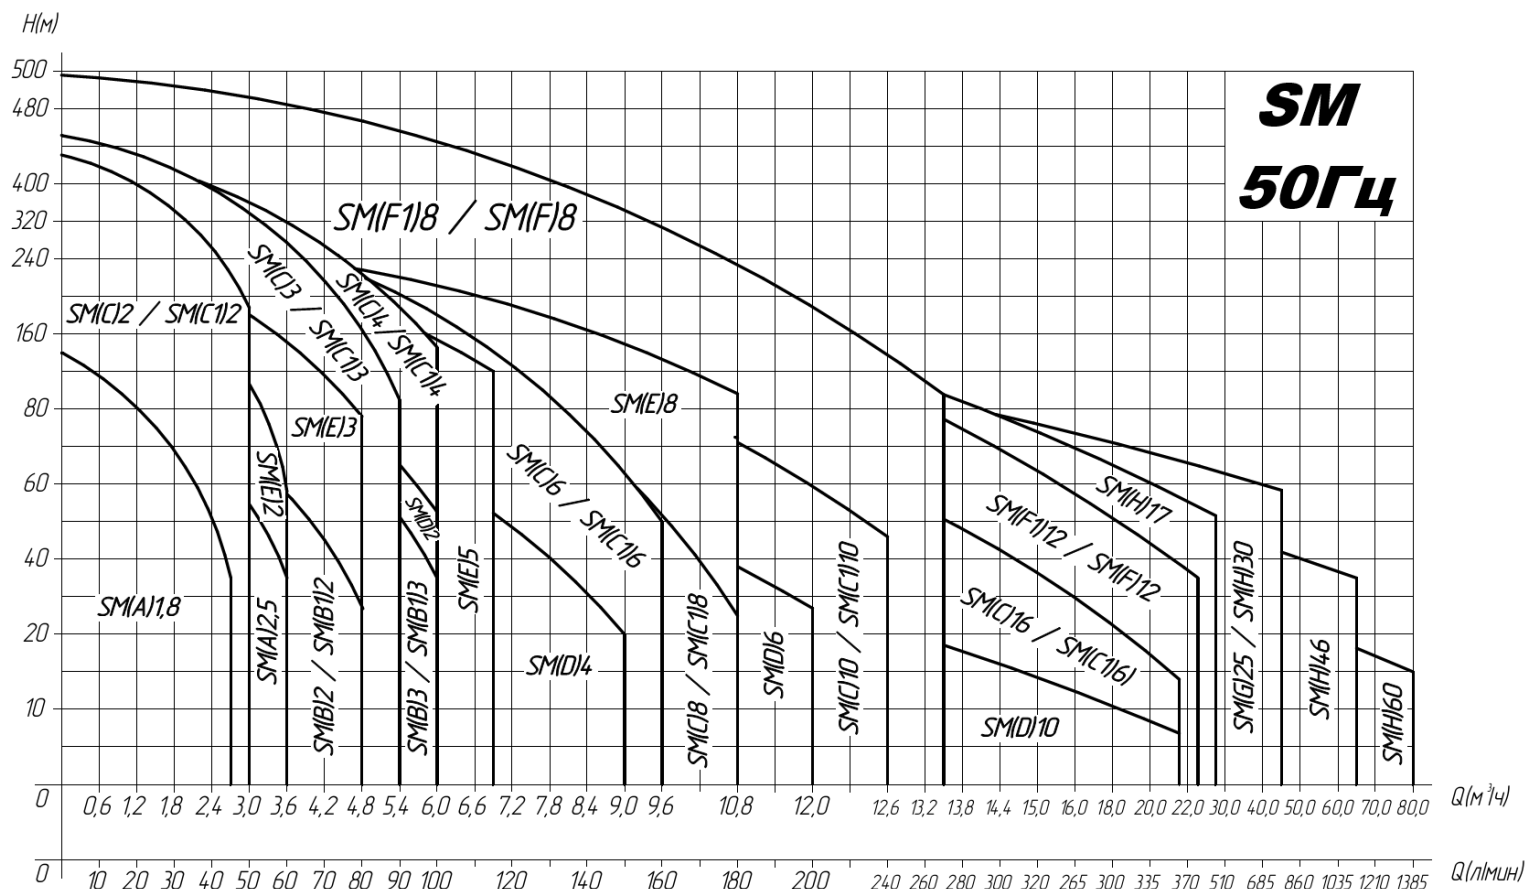 H(м)
SM
50Гц
500
480
400
320
240
160
80
60
40
20
10
0
SM(F1)8 / SM(F)8
SM(C)2 / SM(C1)2
SM(C)3 / SM(C1)3
SM(C)4/SM(C1)4
SM(E)8
SM(E)3
SM(E)2
SM(D)2
SM(C)6 / SM(C1)6
SM(H)17
SM(F1)12 / SM(F)12
SM(A)1,8
SM(A)2,5
SM(B)2 / SM(B1)2
SM(B)3 / SM(B1)3
SM(E)5
SM(D)4
SM(C)8 / SM(C1)8
SM(D)6
SM(C)10 / SM(C1)10
SM(C)16 / SM(C1)6)
SM(D)10
SM(G)25 / SM(H)30
SM(H)46
SM(H)60
0,6 1,2 1,8 2,4 3,0 3,6 4,2 4,8 5,4 6,0 6,6 7,2 7,8 8,4 9,0 9,6 10,8 12,0 12,6 13,2 13,8 14,4 15,0 16,0 18,0 20,0 22,0 30,0 40,0 50,0 60,0 70,0 80,0 Q(м³/ч)
0 10 20 30 40 50 60 70 80 90 100 120 140 160 180 200 240 260 280 300 320 265 300 335 370 510 685 860 1035 1210 1385 Q(л/мин)